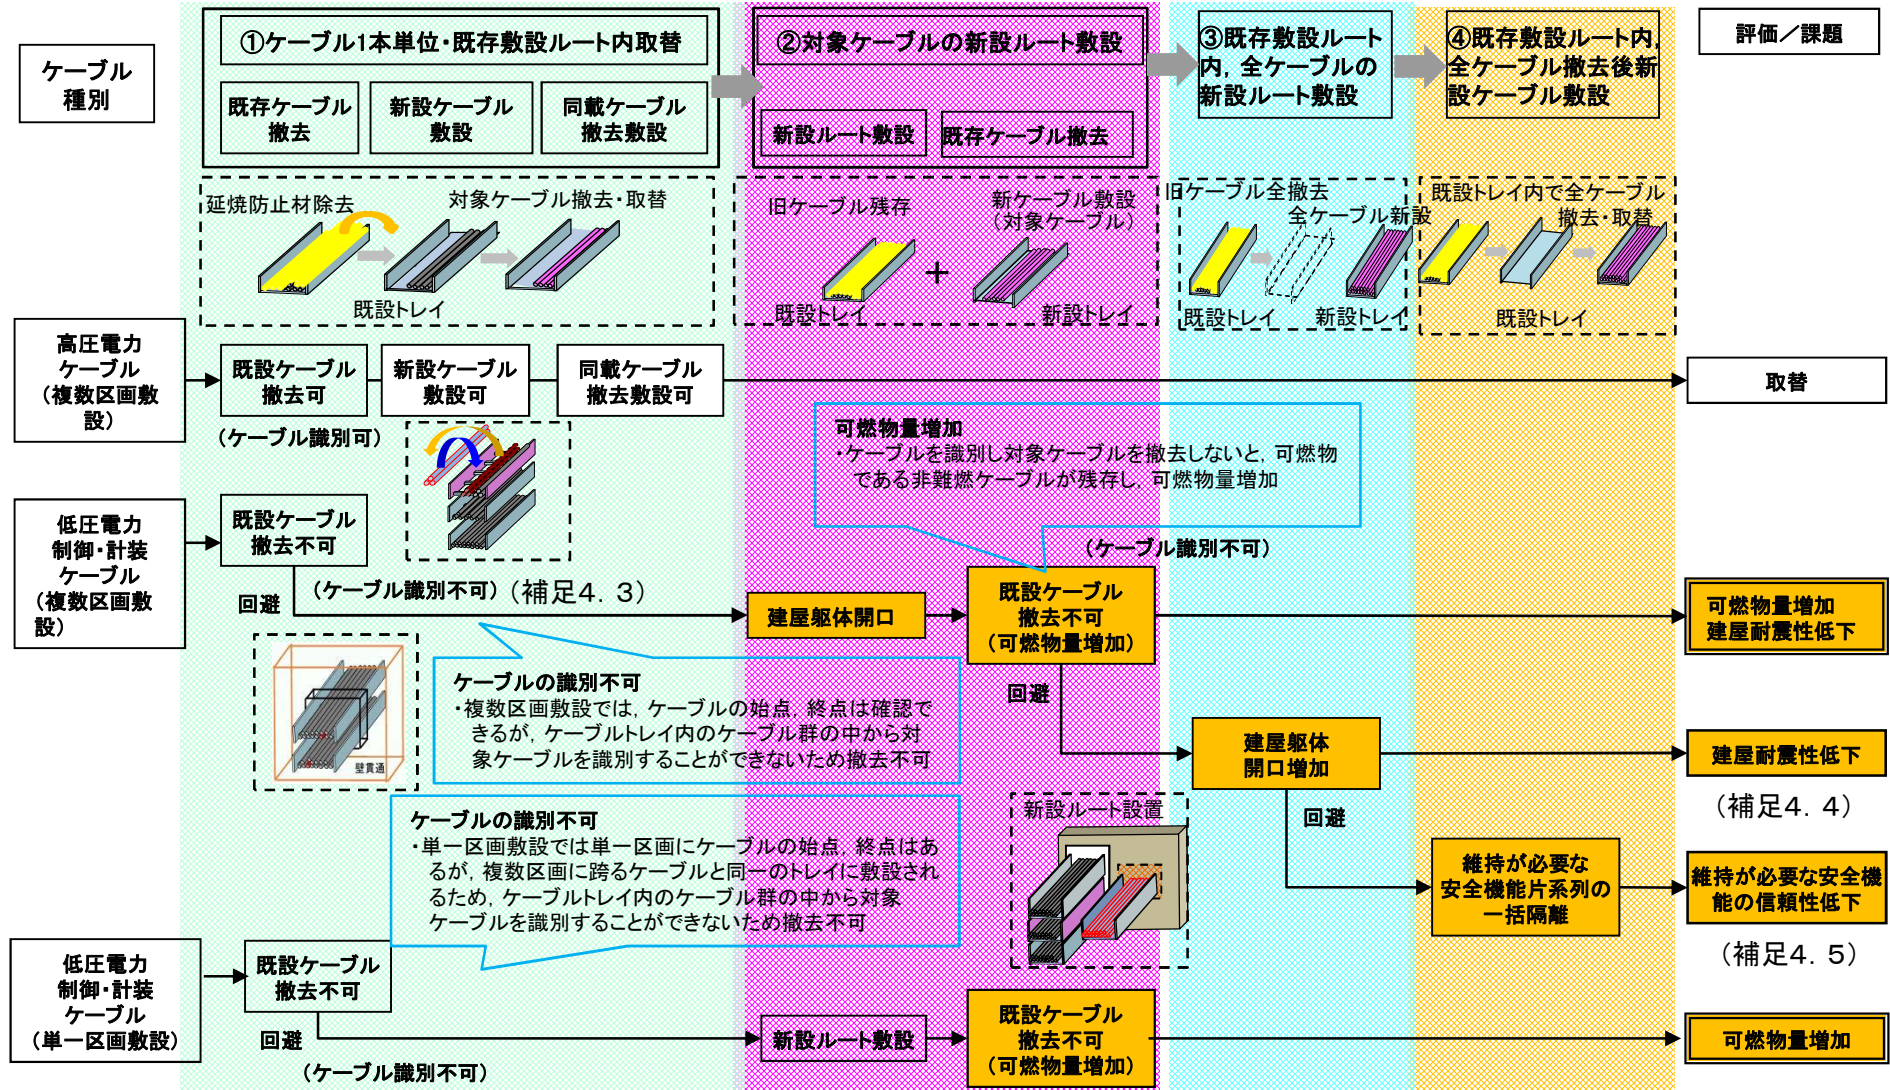 ケーブル
種別
①ケーブル1本単位・既存敷設ルート内取替
既存ケーブル
撤去
新設ケーブル
敷設
同載ケーブル
撤去敷設
②対象ケーブルの新設ルート敷設
新設ルート敷設
既存ケーブル撤去
③既存敷設ルート
内，全ケーブルの
新設ルート敷設
④既存敷設ルート内，
全ケーブル撤去後新
設ケーブル敷設
評価／課題
延焼防止材除去
対象ケーブル撤去・取替
既設トレイ
旧ケーブル残存
新ケーブル敷設
（対象ケーブル）
＋
既設トレイ
新設トレイ
旧ケーブル全撤去
全ケーブル新設
既設トレイ
新設トレイ
既設トレイ内で全ケーブル
撤去・取替
既設トレイ
高圧電力
ケーブル
（複数区画敷
設）
既設ケーブル
撤去可
新設ケーブル
敷設可
同載ケーブル
撤去敷設可
取替
（ケーブル識別可）
可燃物量増加
・ケーブルを識別し対象ケーブルを撤去しないと，可燃物
である非難燃ケーブルが残存し，可燃物量増加
低圧電力
制御・計装
ケーブル
（複数区画敷
設）
既設ケーブル
撤去不可
（ケーブル識別不可）
回避
（ケーブル識別不可）（補足4．3）
建屋躯体開口
既設ケーブル
撤去不可
（可燃物量増加）
可燃物量増加
建屋耐震性低下
壁貫通
ケーブルの識別不可
・複数区画敷設では，ケーブルの始点，終点は確認で
きるが，ケーブルトレイ内のケーブル群の中から対
象ケーブルを識別することができないため撤去不可
回避
建屋躯体
開口増加
建屋耐震性低下
（補足4．4）
ケーブルの識別不可
・単一区画敷設では単一区画にケーブルの始点，終点はあ
るが，複数区画に跨るケーブルと同一のトレイに敷設され
るため，ケーブルトレイ内のケーブル群の中から対象
ケーブルを識別することができないため撤去不可
新設ルート設置
回避
維持が必要な
安全機能片系列の
一括隔離
維持が必要な安全機
能の信頼性低下
（補足4．5）
低圧電力
制御・計装
ケーブル
（単一区画敷設）
既設ケーブル
撤去不可
回避
（ケーブル識別不可）
新設ルート敷設
既設ケーブル
撤去不可
（可燃物量増加）
可燃物量増加